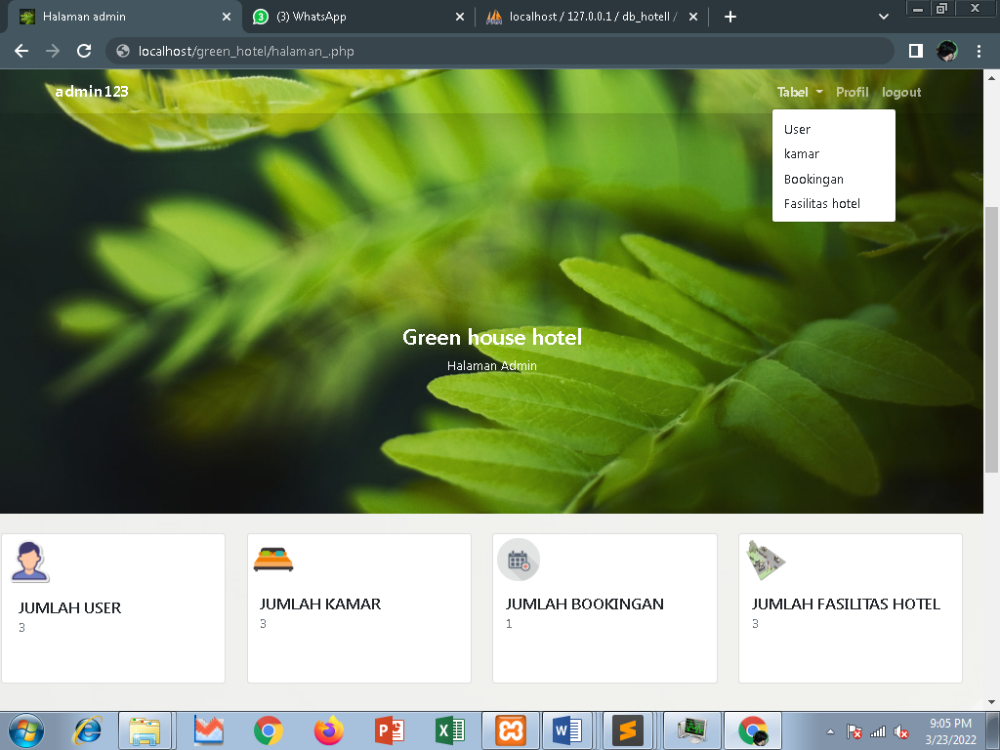 Halaman admin
(3) WhatsApp
localhost / 127.0.0.1 / db_hotell /
localhost/green_hotel/halaman_.php
admin123
Tabel
Profil
logout
User
kamar
Bookingan
Fasilitas hotel
Green house hotel
Halaman Admin
JUMLAH USER
3
JUMLAH KAMAR
3
JUMLAH BOOKINGAN
1
JUMLAH FASILITAS HOTEL
3
9:05 PM
3/23/2022